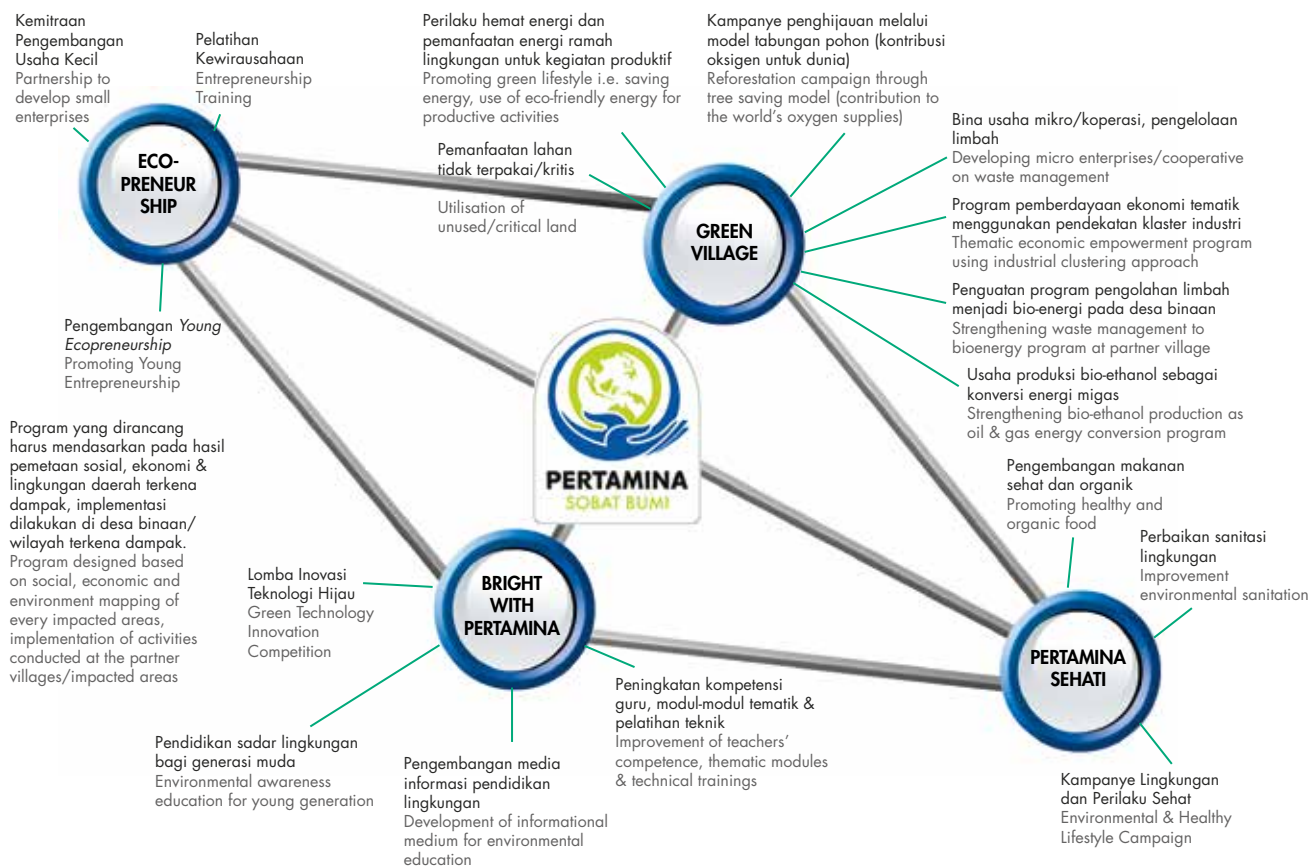 Kemitraan
Pengembangan
Usaha Kecil
Partnership to
develop small
enterprises
Pelatihan
Kewirausahaan
Entrepreneurship
Training
ECO-
PRENEUR
SHIP
Pengembangan Young
Ecopreneurship
Promoting Young
Entrepreneurship
Perilaku hemat energi dan
pemanfaatan energi ramah
lingkungan untuk kegiatan produktif
Promoting green lifestyle i.e. saving
energy, use of eco-friendly energy for
productive activities
Kampanye penghijauan melalui
model tabungan pohon (kontribusi
oksigen untuk dunia)
Reforestation campaign through
tree saving model (contribution to
the world's oxygen supplies)
Pemanfaatan lahan
tidak terpakai/kritis
Utilisation of
unused/critical land
GREEN
VILLAGE
Bina usaha mikro/koperasi, pengelolaan
limbah
Developing micro enterprises/cooperative
on waste management
Program pemberdayaan ekonomi tematik
menggunakan pendekatan klaster industri
Thematic economic empowerment program
using industrial clustering approach
Penguatan program pengolahan limbah
menjadi bio-energi pada desa binaan
Strengthening waste management to
bioenergy program at partner village
Usaha produksi bio-ethanol sebagai
konversi energi migas
Strengthening bio-ethanol production as
oil & gas energy conversion program
PERTAMINA
SOBAT BUMI
Program yang dirancang
harus mendasarkan pada hasil
pemetaan sosial, ekonomi &
lingkungan daerah terkena
dampak, implementasi
dilakukan di desa binaan/
wilayah terkena dampak.
Program designed based
on social, economic and
environment mapping of
every impacted areas,
implementation of activities
conducted at the partner
villages/impacted areas
Lomba Inovasi
Teknologi Hijau
Green Technology
Innovation
Competition
BRIGHT
WITH
PERTAMINA
Pendidikan sadar lingkungan
bagi generasi muda
Environmental awareness
education for young generation
Pengembangan media
informasi pendidikan
lingkungan
Development of informational
medium for environmental
education
Peningkatan kompetensi
guru, modul-modul tematik &
pelatihan teknik
Improvement of teachers'
competence, thematic modules
& technical trainings
Pengembangan makanan
sehat dan organik
Promoting healthy and
organic food
Perbaikan sanitasi
lingkungan
Improvement
environmental sanitation
PERTAMINA
SEHATI
Kampanye Lingkungan
dan Perilaku Sehat
Environmental & Healthy
Lifestyle Campaign